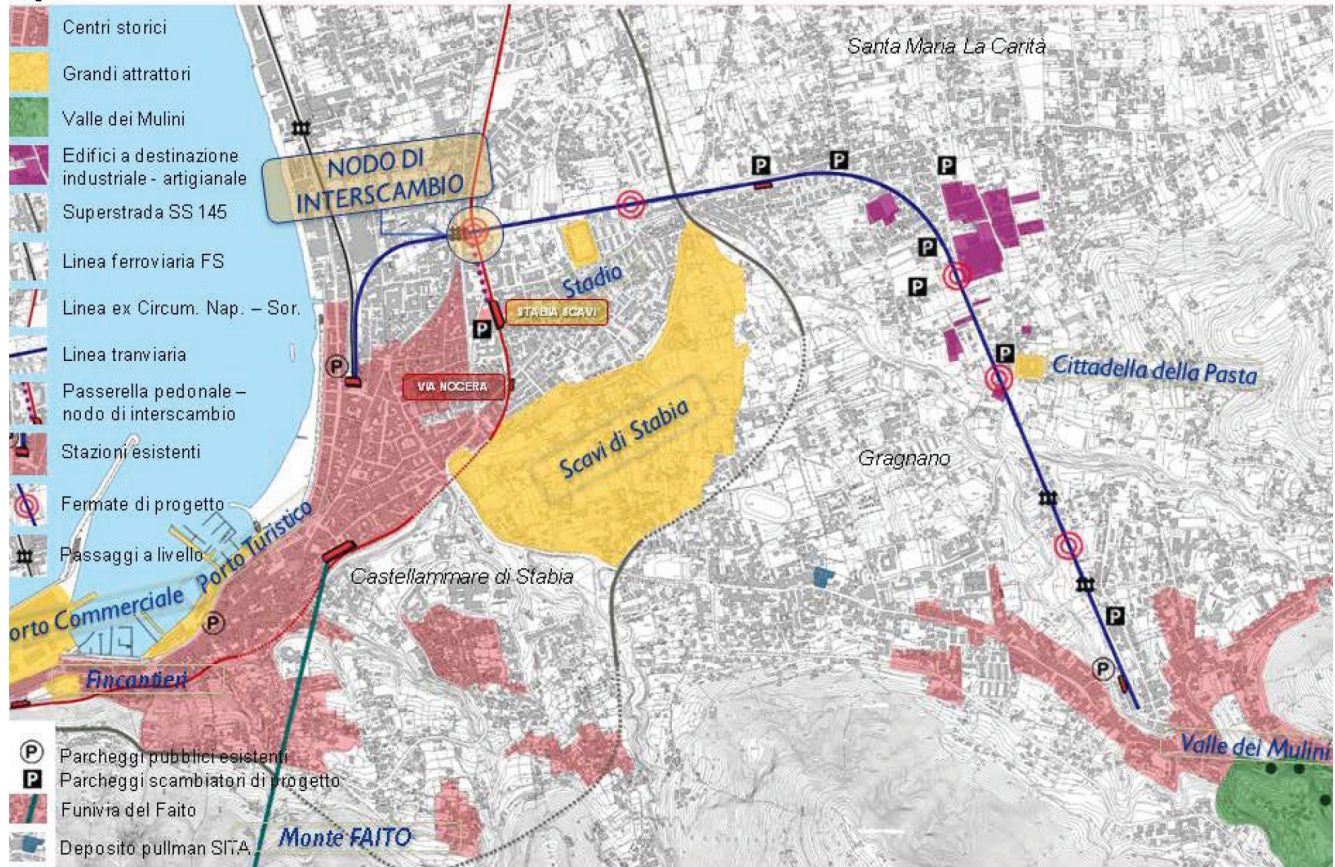 Centri storici
Grandi attrattori
Valle dei Mulini
Edifici a destinazione
industriale - artigianale
Superstrada SS 145
Linea ferroviaria FS
Linea ex Circum. Nap. – Sor.
Linea tranviaria
Passerella pedonale –
nodo di interscambio
Stazioni esistenti
Fermate di progetto
Passaggi a livello
P Parcheggi pubblici esistenti
P Parcheggi scambiatori di progetto
Funivia del Faito
Deposito pullman SITA
Santa Maria La Carità
NODO DI
INTERSCAMBIO
P
P
P
Stadio
P
P
STABIA SCAVI
P
P
P
Cittadella della Pasta
VIA NOCERA
Scavi di Stabia
Gragnano
Porto Turistico
Castellammare di Stabia
orto Commerciale
P
P
Fincantieri
P
Valle dei Mulini
Monte FAITO